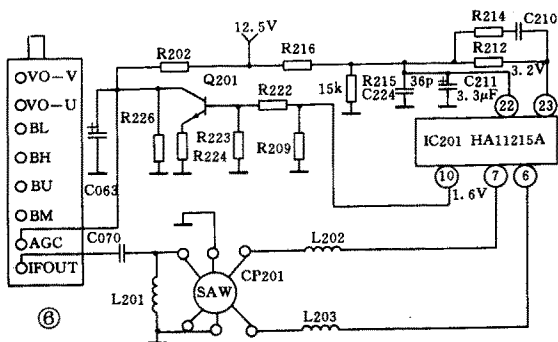 12.5V
R214
C210
R202
R216
R212
3.2V
Q201
15k
R215
36p
C224
C211
3.3μF
22
23
R222
R226
R223
R224
R209
IC201 HA11215A
10
7
6
1.6V
VO-V
VO-U
BL
BH
BU
BM
AGC
IFOUT
C063
C070
L202
CP201
SAW
L201
L203
⑥